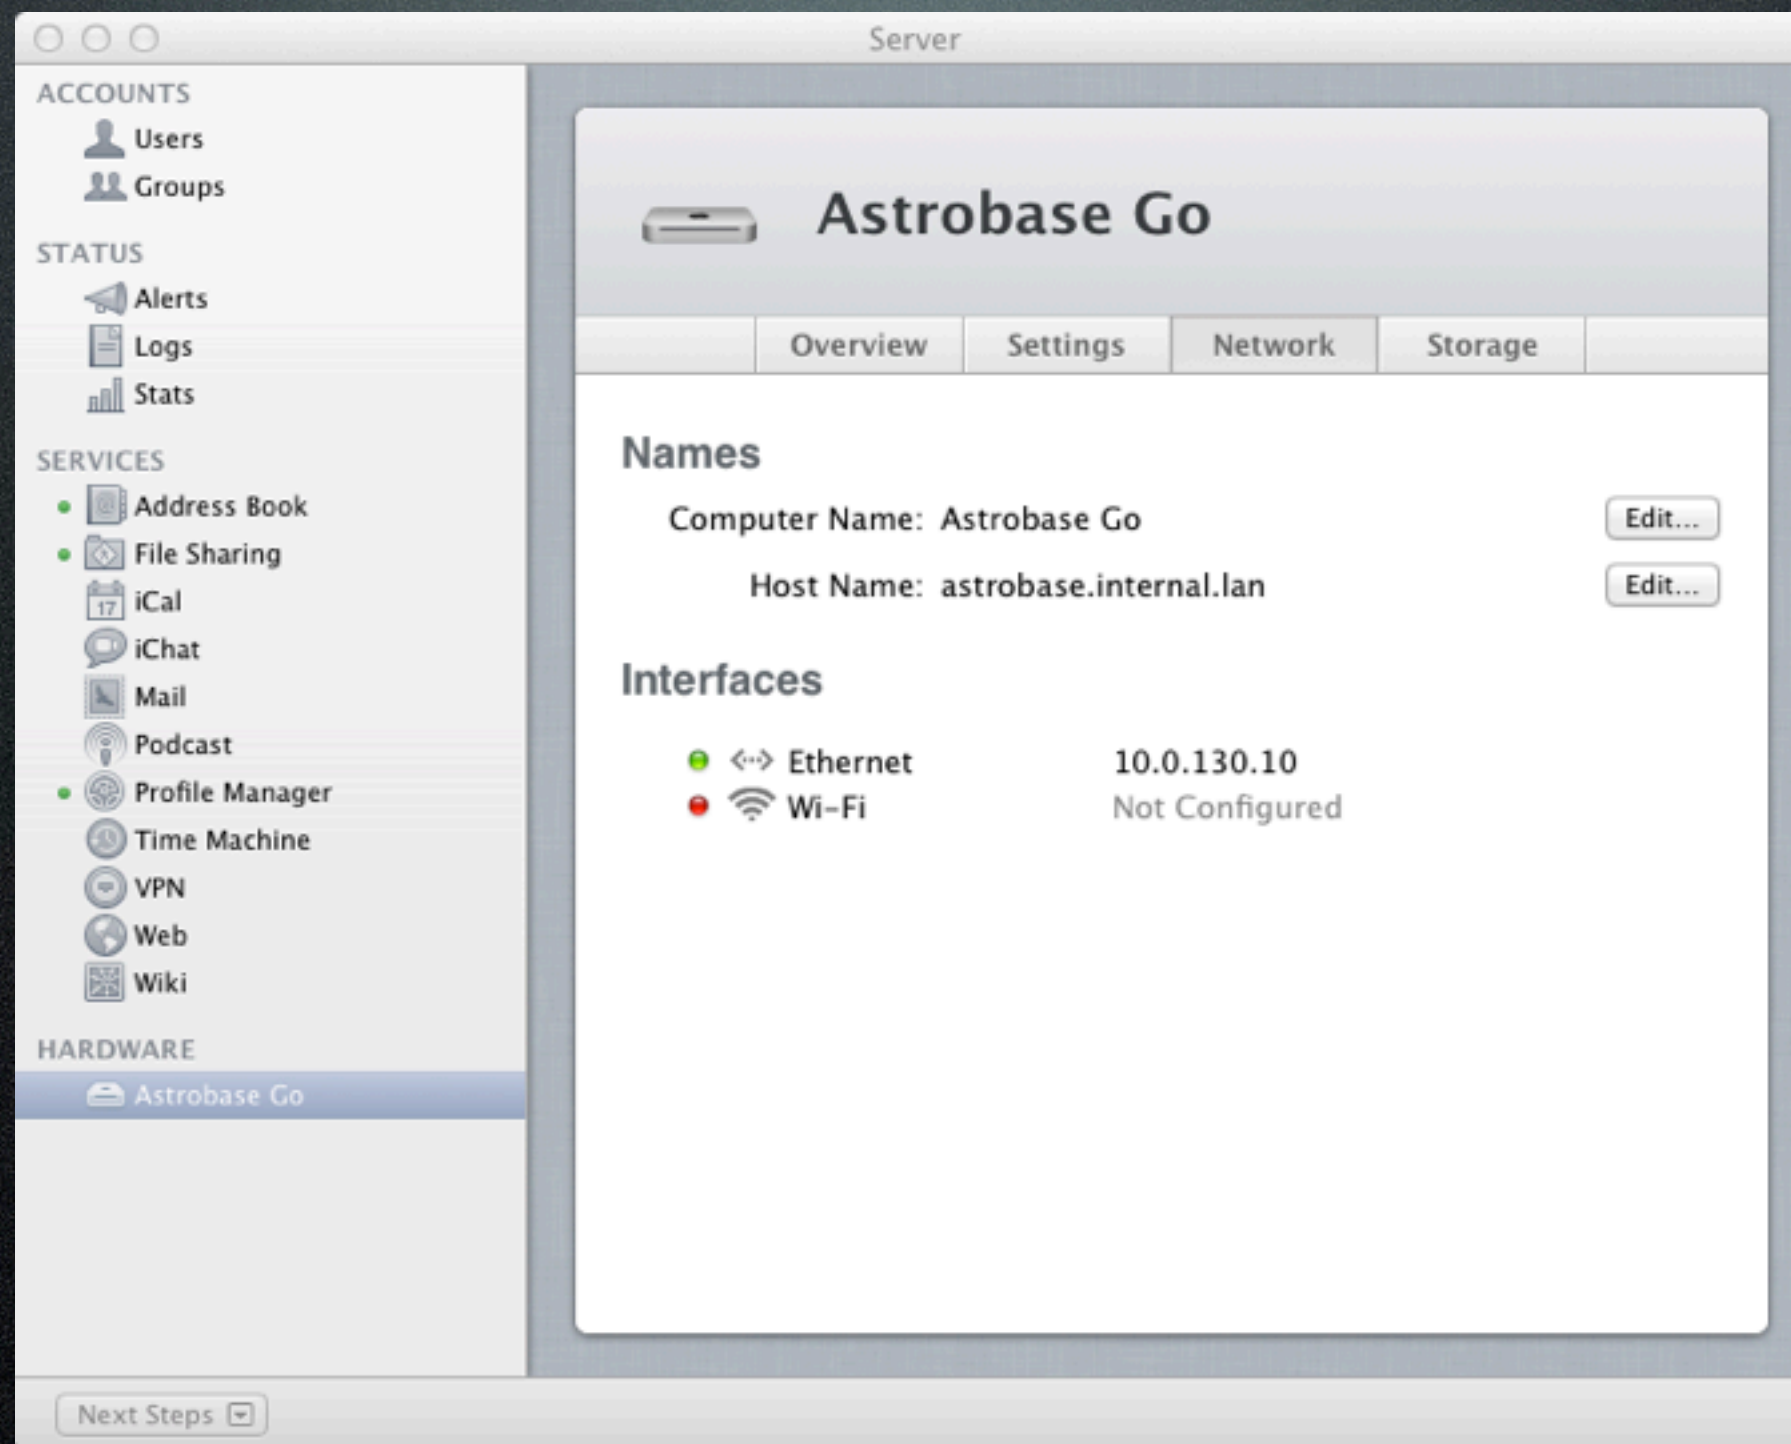 Server
ACCOUNTS
Users
Groups
STATUS
Alerts
Logs
Stats
SERVICES
Address Book
File Sharing
17 iCal
iChat
Mail
Podcast
Profile Manager
Time Machine
VPN
Web
Wiki
HARDWARE
Astrobase Go
Next Steps
Astrobase Go
Overview Settings Network Storage
Names
Computer Name: Astrobase Go Edit...
Host Name: astrobase.internal.lan Edit...
Interfaces
Ethernet 10.0.130.10
Wi-Fi Not Configured